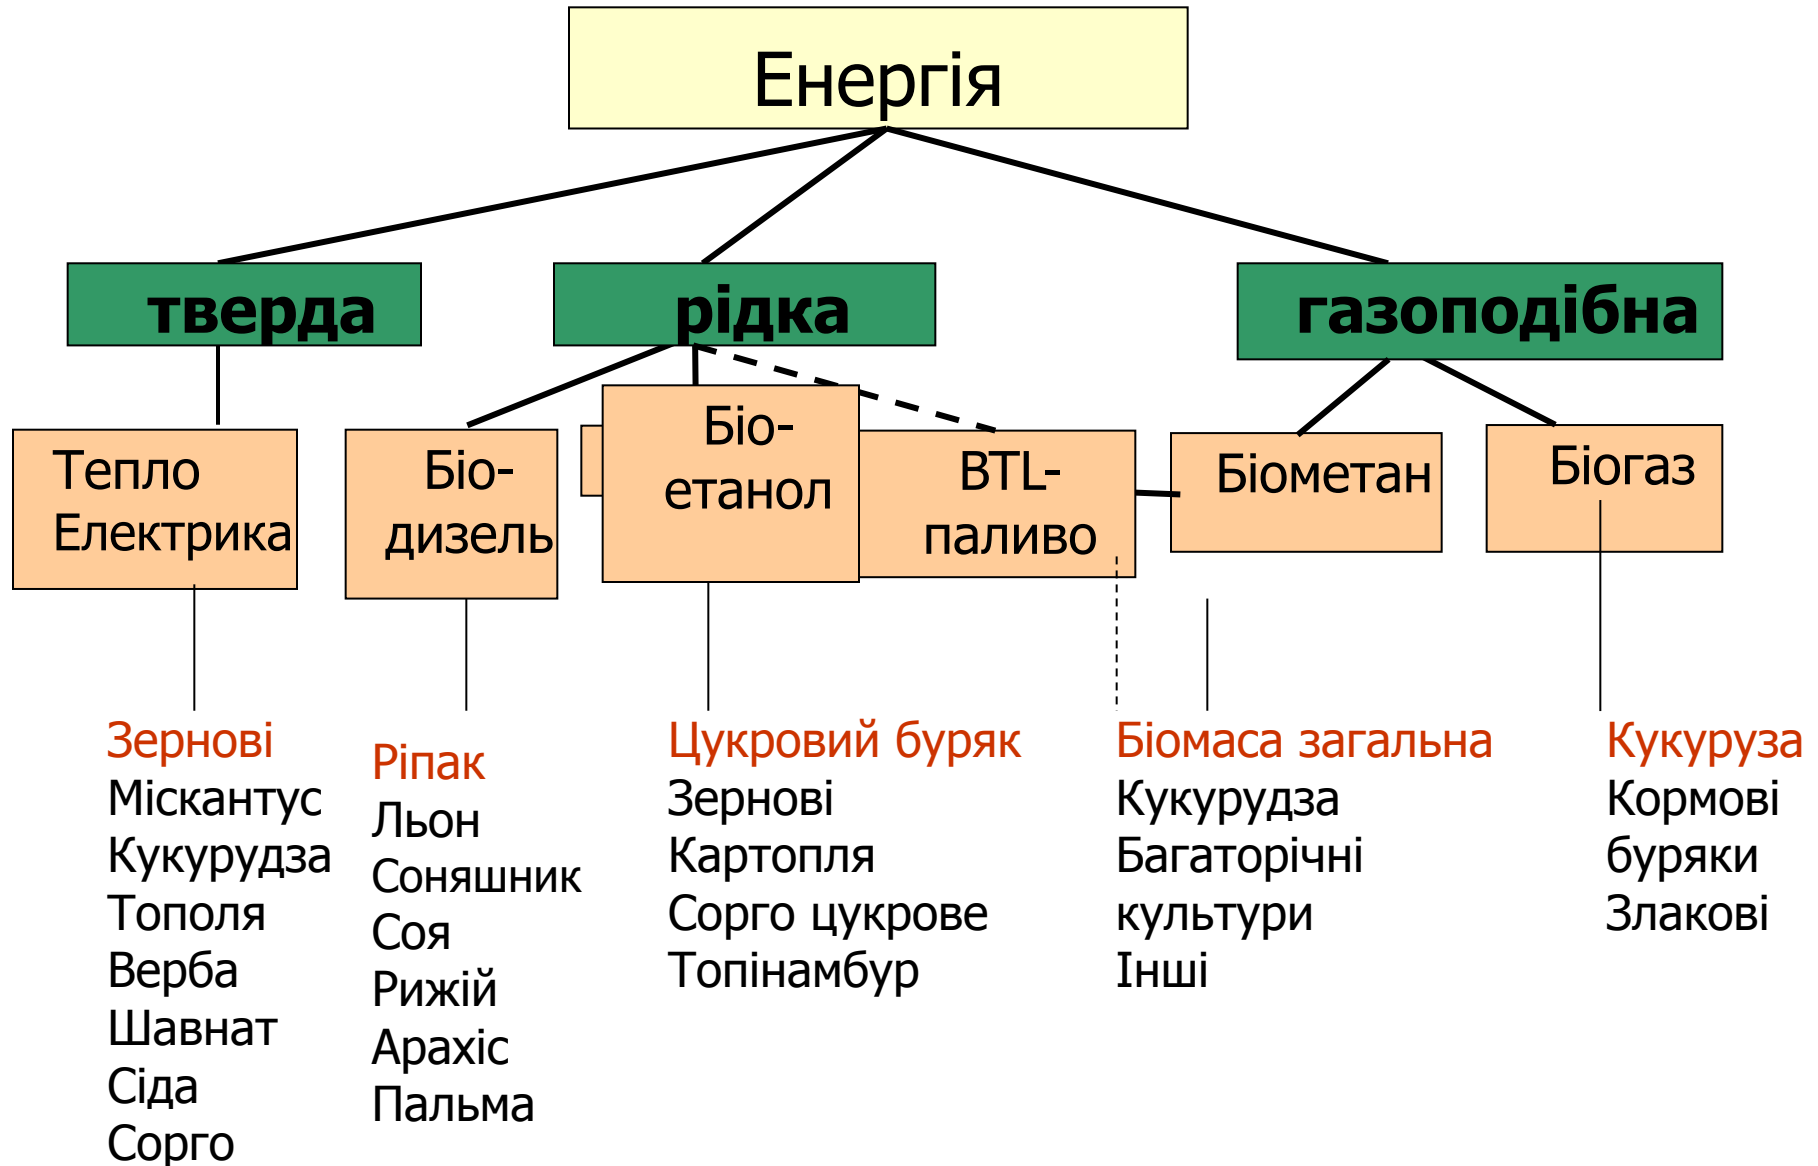 Енергія
тверда
рідка
газоподібна
Тепло
Електрика
Біо-
дизель
Біо-
етанол
BTL-
паливо
Біометан
Біогаз
Зернові
Міскантус
Кукурудза
Тополя
Верба
Шавнат
Сіда
Сорго
Ріпак
Льон
Соняшник
Соя
Рижій
Арахіс
Пальма
Цукровий буряк
Зернові
Картопля
Сорго цукрове
Топінамбур
Біомаса загальна
Кукурудза
Багаторічні
культури
Інші
Кукуруза
Кормові
буряки
Злакові